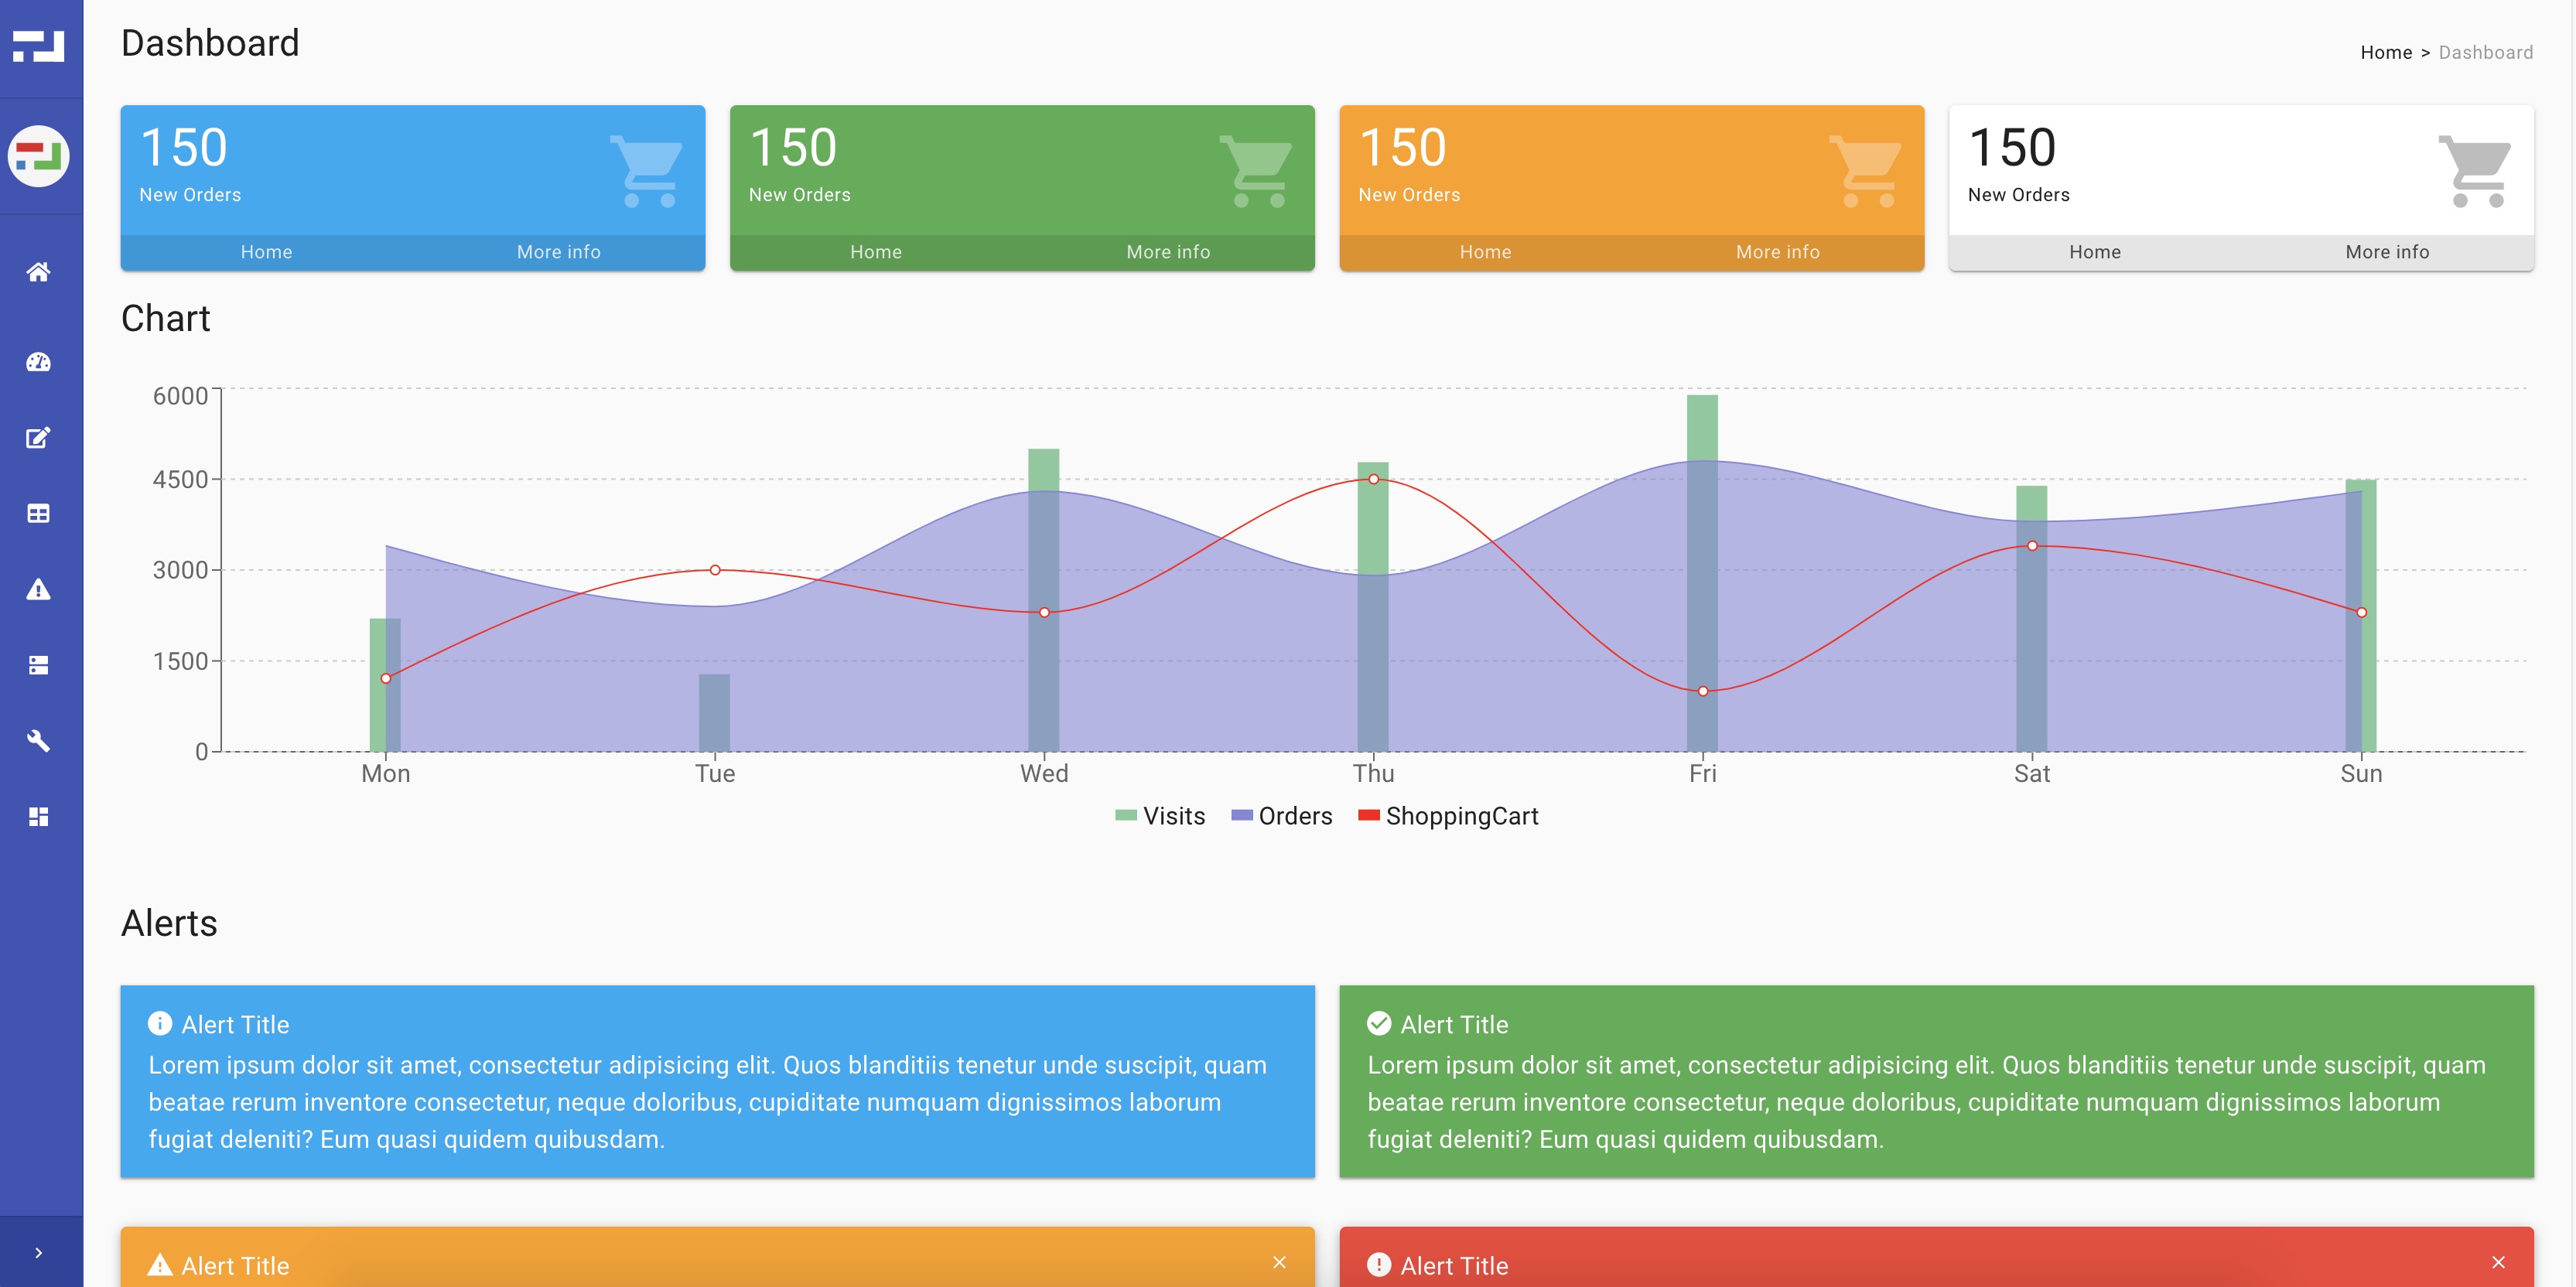 Dashboard
Home > Dashboard
150
New Orders
Home More info
150
New Orders
Home More info
150
New Orders
Home More info
150
New Orders
Home More info
Chart
6000
4500
3000
1500
0
Mon Tue Wed Thu Fri Sat Sun
Visits Orders ShoppingCart
Alerts
Alert Title
Lorem ipsum dolor sit amet, consectetur adipisicing elit. Quos blanditiis tenetur unde suscipit, quam
beatae rerum inventore consectetur, neque doloribus, cupiditate numquam dignissimos laborum
fugiat deleniti? Eum quasi quidem quibusdam.
Alert Title
Lorem ipsum dolor sit amet, consectetur adipisicing elit. Quos blanditiis tenetur unde suscipit, quam
beatae rerum inventore consectetur, neque doloribus, cupiditate numquam dignissimos laborum
fugiat deleniti? Eum quasi quidem quibusdam.
Alert Title
Alert Title